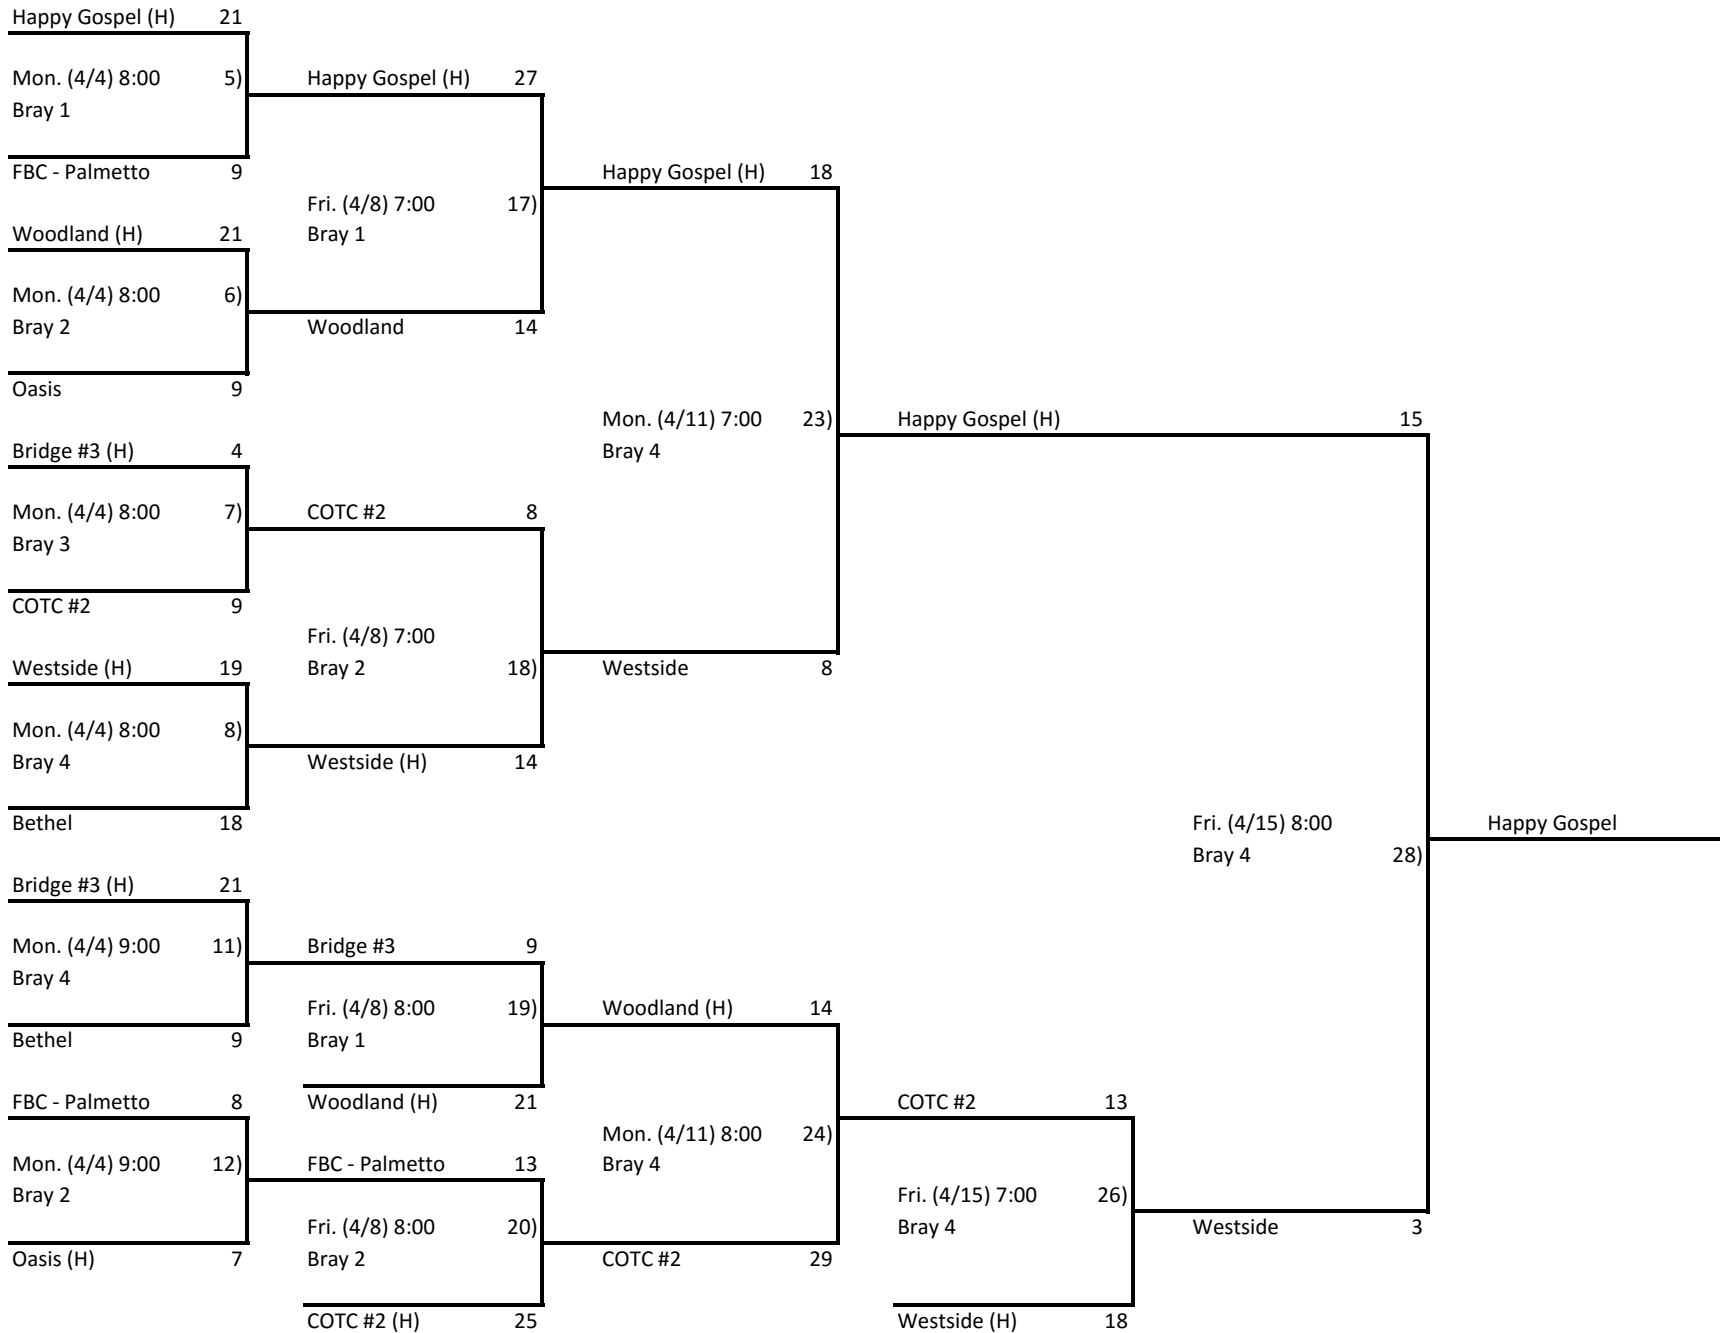 Happy Gospel (H) 21
Mon. (4/4) 8:00 5)
Bray 1
FBC - Palmetto 9
Woodland (H) 21
Mon. (4/4) 8:00 6)
Bray 2
Oasis 9
Bridge #3 (H) 4
Mon. (4/4) 8:00 7)
Bray 3
COTC #2 9
Westside (H) 19
Mon. (4/4) 8:00 8)
Bray 4
Bethel 18
Bridge #3 (H) 21
Mon. (4/4) 9:00 11)
Bray 4
Bethel 9
FBC - Palmetto 8
Mon. (4/4) 9:00 12)
Bray 2
Oasis (H) 7
Happy Gospel (H) 27
Fri. (4/8) 7:00 17)
Bray 1
Woodland 14
COTC #2 8
Fri. (4/8) 7:00
Bray 2 18)
Westside (H) 14
Bridge #3 9
Fri. (4/8) 8:00 19)
Bray 1
Woodland (H) 21
FBC - Palmetto 13
Fri. (4/8) 8:00 20)
Bray 2
COTC #2 (H) 25
Happy Gospel (H) 18
Mon. (4/11) 7:00 23)
Bray 4
Westside 8
Woodland (H) 14
Mon. (4/11) 8:00 24)
Bray 4
COTC #2 29
Happy Gospel (H) 15
COTC #2 13
Fri. (4/15) 7:00 26)
Bray 4
Westside (H) 18
Fri. (4/15) 8:00
Bray 4 28)
Westside 3
Happy Gospel